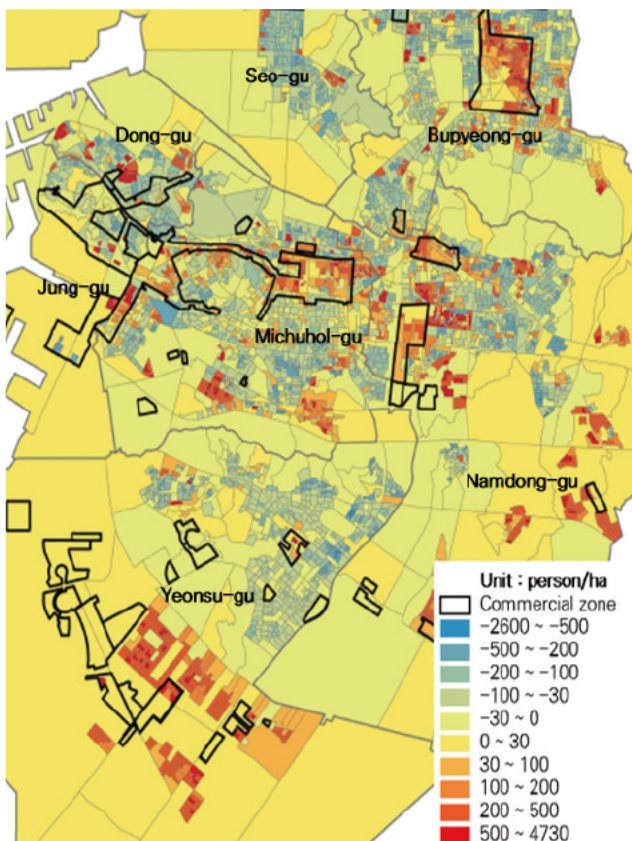 Seo-gu
Dong-gu
Bupyeong-gu
Jung-gu
Michuhol-gu
Namdong-gu
Yeonsu-gu
Unit : person/ha
Commercial zone
-2600 ~ -500
-500 ~ -200
-200 ~ -100
-100 ~ -30
-30 ~ 0
0 ~ 30
30 ~ 100
100 ~ 200
200 ~ 500
500 ~ 4730